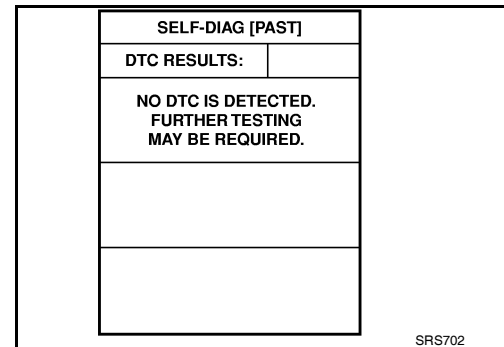 SELF-DIAG [PAST]
DTC RESULTS:
NO DTC IS DETECTED.
FURTHER TESTING
MAY BE REQUIRED.
SRS702